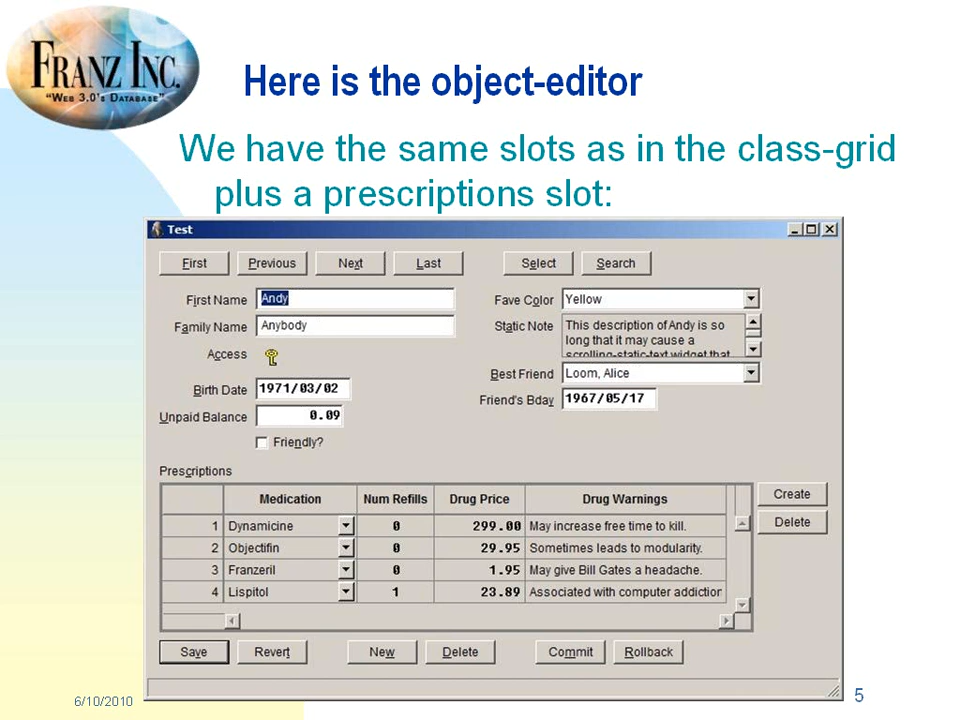 FRANZ INC.
"WEB 3.0'S DATABASE"
Here is the object-editor
We have the same slots as in the class-grid
plus a prescriptions slot:
Test
First Previous Next Last Select Search
First Name Andy Fave Color Yellow
Family Name Anybody Static Note This description of Andy is so
long that it may cause a
scrolling-static-text widget that
Access
Best Friend Loom, Alice
Birth Date 1971/03/02 Friend's Bday 1967/05/17
Unpaid Balance 0.09
Friendly?
Prescriptions
Medication Num Refills Drug Price Drug Warnings Create
1 Dynamicine 0 299.00 May increase free time to kill. Delete
2 Objectifin 0 29.95 Sometimes leads to modularity.
3 Franzeril 0 1.95 May give Bill Gates a headache.
4 Lispitol 1 23.89 Associated with computer addiction
Save Revert New Delete Commit Rollback
6/10/2010 5